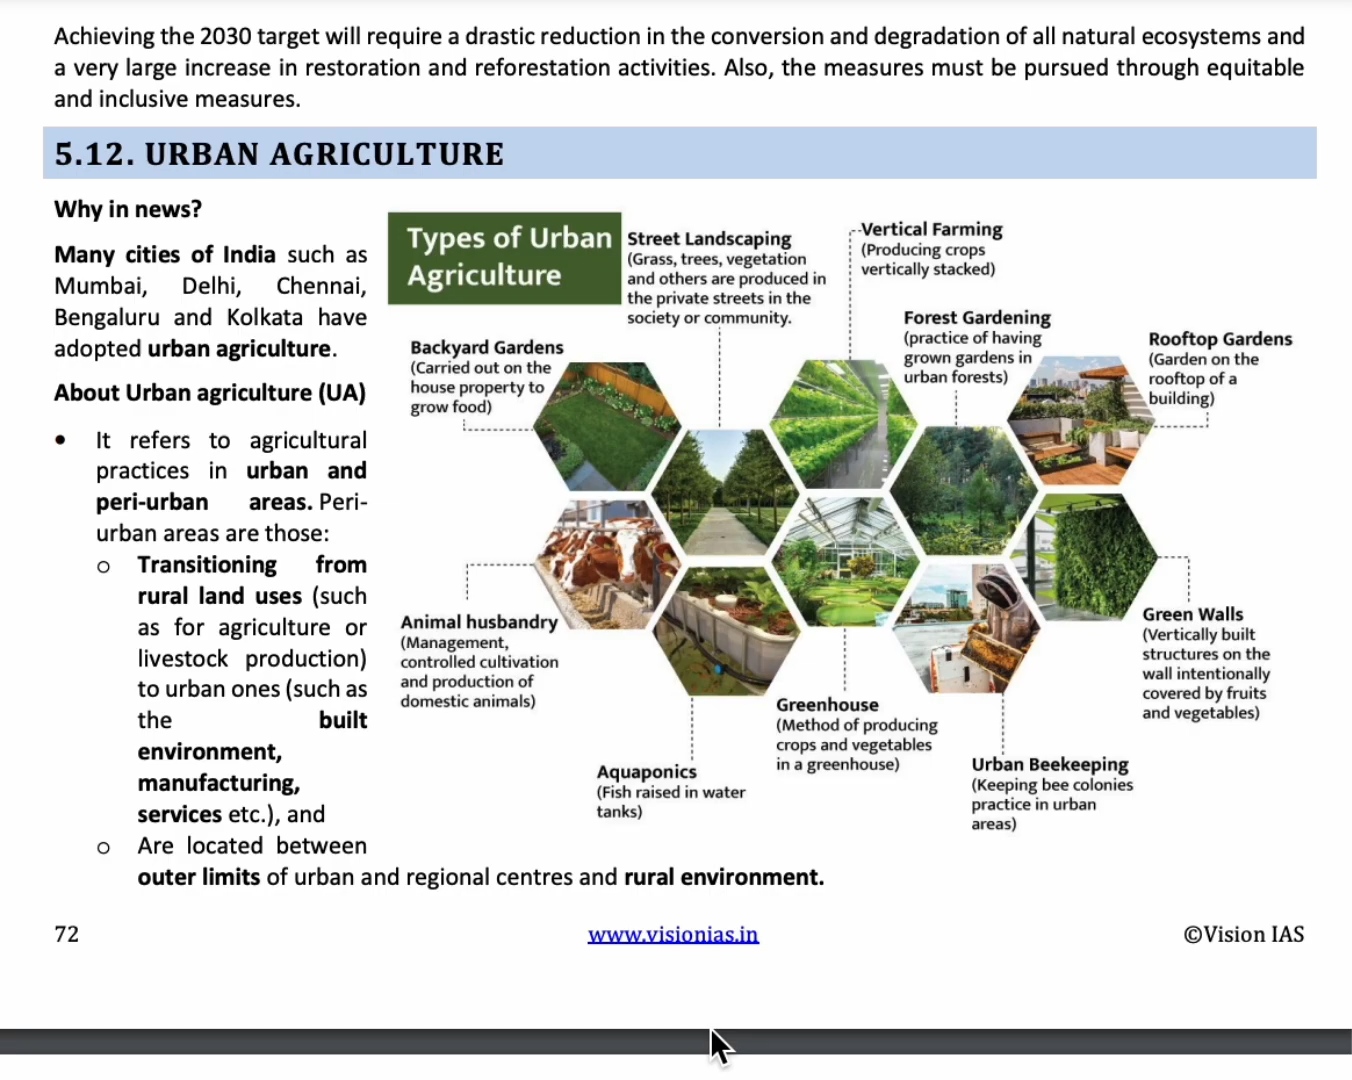 Achieving the 2030 target will require a drastic reduction in the conversion and degradation of all natural ecosystems and
a very large increase in restoration and reforestation activities. Also, the measures must be pursued through equitable
and inclusive measures.
5.12. URBAN AGRICULTURE
Why in news?
Many cities of India such as
Mumbai, Delhi, Chennai,
Bengaluru and Kolkata have
adopted urban agriculture.
About Urban agriculture (UA)
• It refers to agricultural
practices in urban and
peri-urban areas. Peri-
urban areas are those:
o Transitioning from
rural land uses (such
as for agriculture or
livestock production)
to urban ones (such as
the built
environment,
manufacturing,
services etc.), and
o Are located between
outer limits of urban and regional centres and rural environment.
Types of Urban
Agriculture
Street Landscaping
(Grass, trees, vegetation
and others are produced in
the private streets in the
society or community.
Vertical Farming
(Producing crops
vertically stacked)
Forest Gardening
(practice of having
grown gardens in
urban forests)
Rooftop Gardens
(Garden on the
rooftop of a
building)
Backyard Gardens
(Carried out on the
house property to
grow food)
Animal husbandry
(Management,
controlled cultivation
and production of
domestic animals)
Aquaponics
(Fish raised in water
tanks)
Greenhouse
(Method of producing
crops and vegetables
in a greenhouse)
Urban Beekeeping
(Keeping bee colonies
practice in urban
areas)
Green Walls
(Vertically built
structures on the
wall intentionally
covered by fruits
and vegetables)
72
www.visionias.in
©Vision IAS